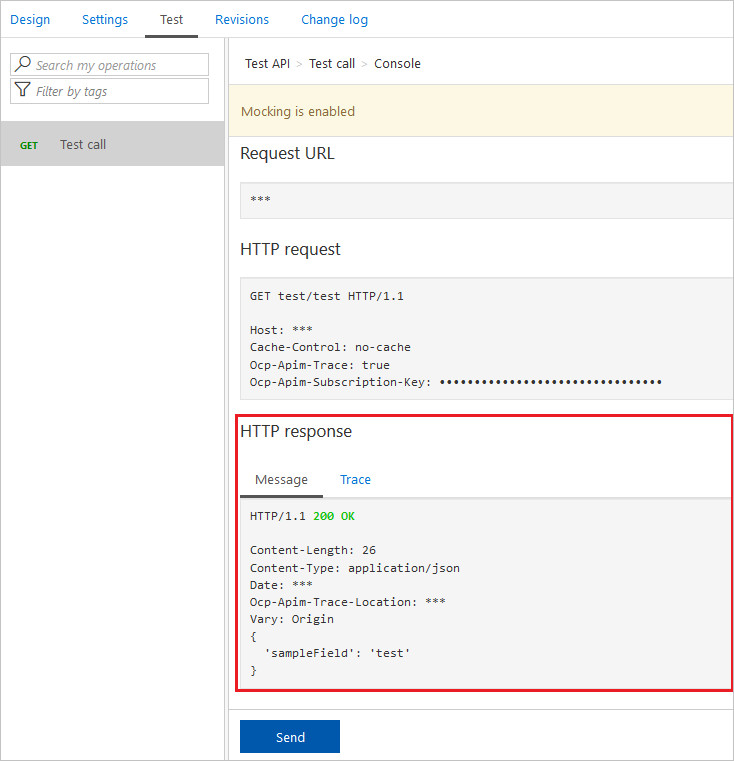 Design Settings Test Revisions Change log
Search my operations
Filter by tags
GET Test call
Test API > Test call > Console
Mocking is enabled
Request URL
***
HTTP request
GET test/test HTTP/1.1
Host: ***
Cache-Control: no-cache
Ocp-Apim-Trace: true
Ocp-Apim-Subscription-Key: ••••••••••••••••••••••••••••••••
HTTP response
Message Trace
HTTP/1.1 200 OK
Content-Length: 26
Content-Type: application/json
Date: ***
Ocp-Apim-Trace-Location: ***
Vary: Origin
{
  'sampleField': 'test'
}
Send